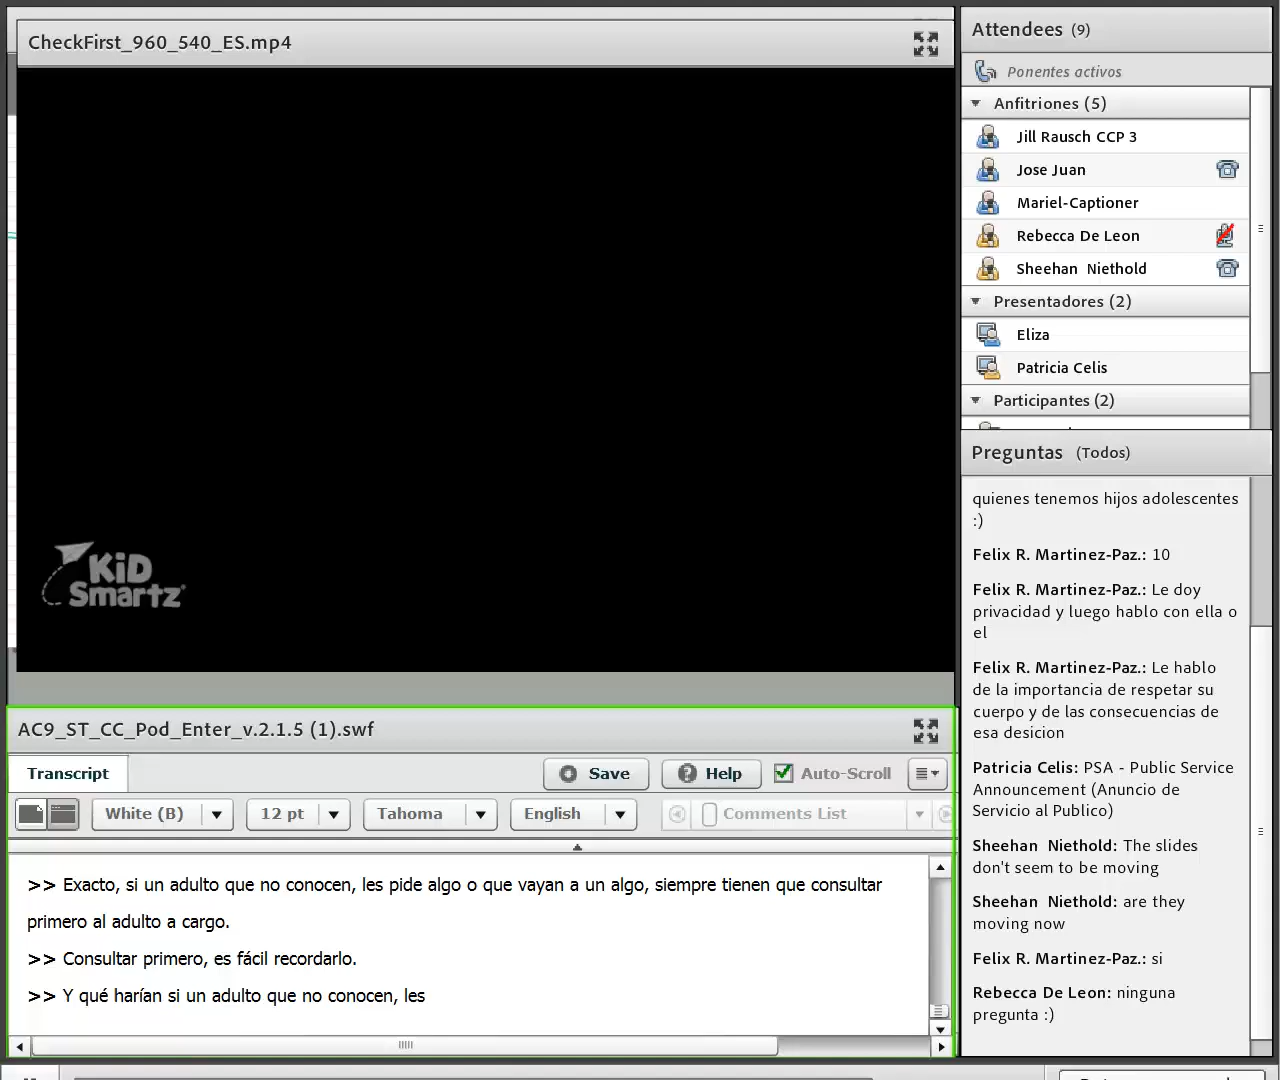 CheckFirst_960_540_ES.mp4
KiD
Smartz
Attendees (9)
Ponentes activos
Anfitriones (5)
Jill Rausch CCP 3
Jose Juan
Mariel-Captioner
Rebecca De Leon
Sheehan Niethold
Presentadores (2)
Eliza
Patricia Celis
Participantes (2)
Preguntas (Todos)
quienes tenemos hijos adolescentes
:)
Felix R. Martinez-Paz.: 10
Felix R. Martinez-Paz.: Le doy
privacidad y luego hablo con ella o
el
Felix R. Martinez-Paz.: Le hablo
de la importancia de respetar su
cuerpo y de las consecuencias de
esa desicion
Patricia Celis: PSA - Public Service
Announcement (Anuncio de
Servicio al Publico)
Sheehan Niethold: The slides
don't seem to be moving
Sheehan Niethold: are they
moving now
Felix R. Martinez-Paz.: si
Rebecca De Leon: ninguna
pregunta :)
AC9_ST_CC_Pod_Enter_v.2.1.5 (1).swf
Transcript Save Help Auto-Scroll
White (B) 12 pt Tahoma English Comments List
>> Exacto, si un adulto que no conocen, les pide algo o que vayan a un algo, siempre tienen que consultar
primero al adulto a cargo.
>> Consultar primero, es fácil recordarlo.
>> Y qué harían si un adulto que no conocen, les